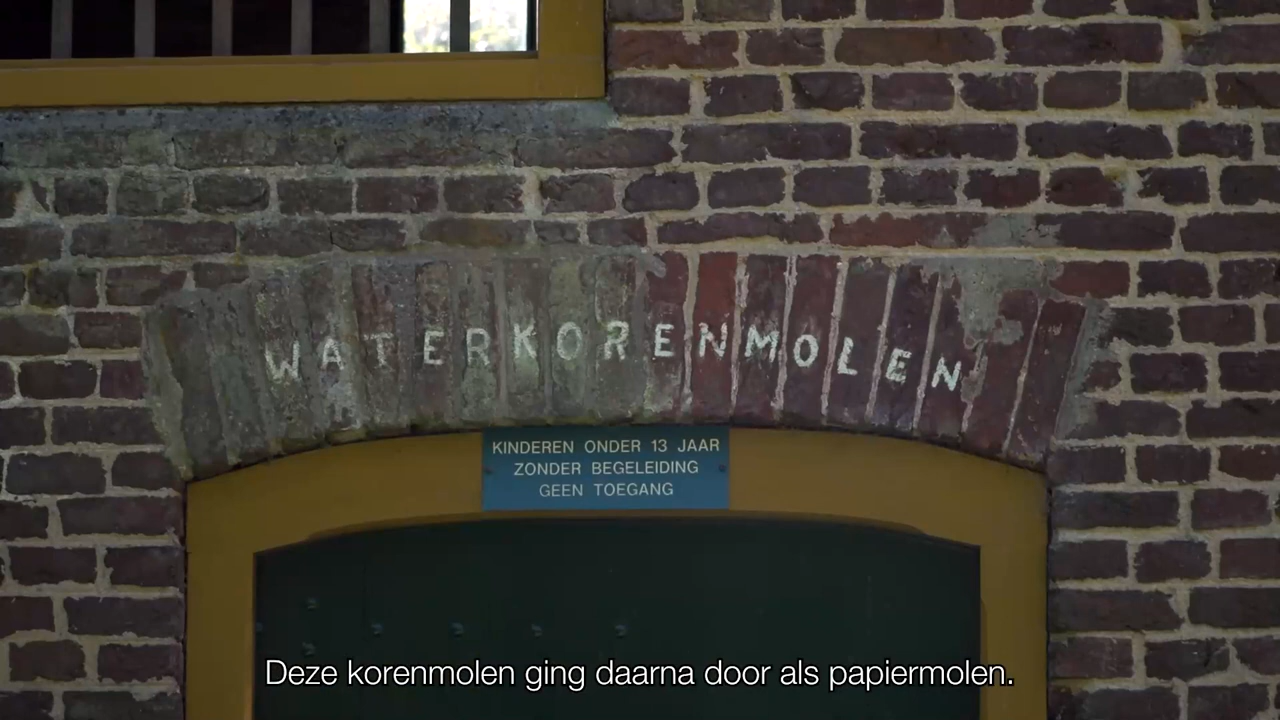 WATERKORENMOLEN
KINDEREN ONDER 13 JAAR
ZONDER BEGELEIDING
GEEN TOEGANG
Deze korenmolen ging daarna door als papiermolen.